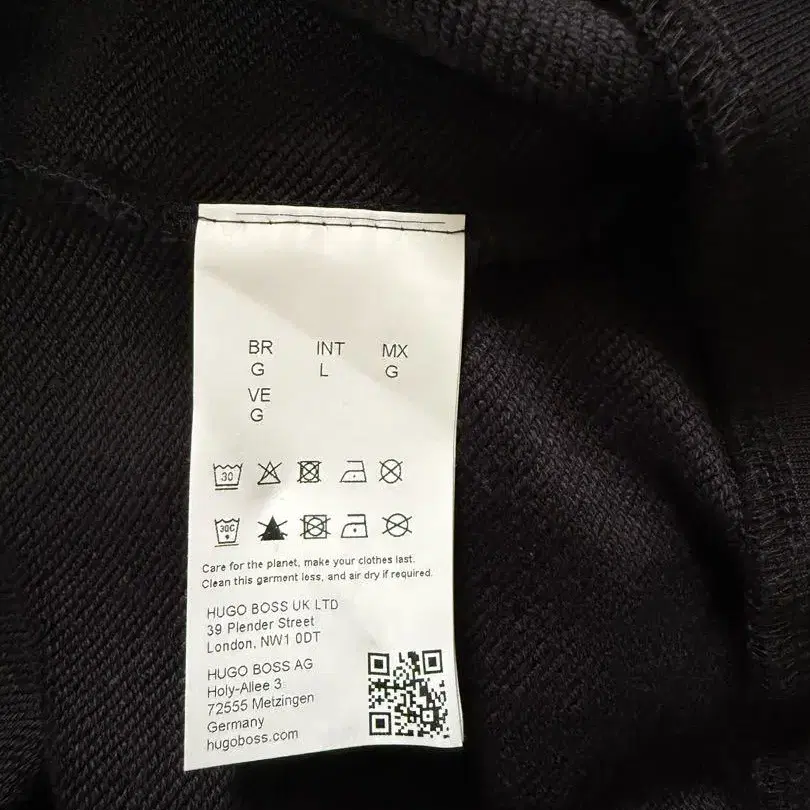 BR INT MX
G L G
VE
G
30
30C
Care for the planet, make your clothes last.
Clean this garment less, and air dry if required.
HUGO BOSS UK LTD
39 Plender Street
London, NW1 0DT
HUGO BOSS AG
Holy-Allee 3
72555 Metzingen
Germany
hugoboss.com